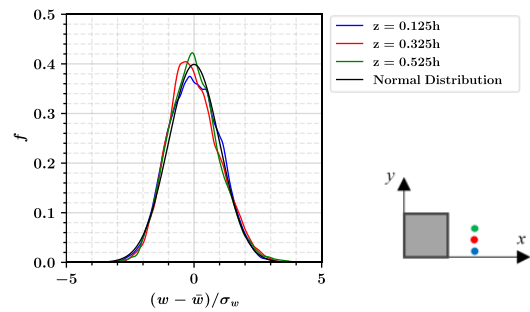 0.5
0.4
0.3
0.2
0.1
0.0
f
−5
0
5
(w − w̄)/σ_w
z = 0.125h
z = 0.325h
z = 0.525h
Normal Distribution
y
x